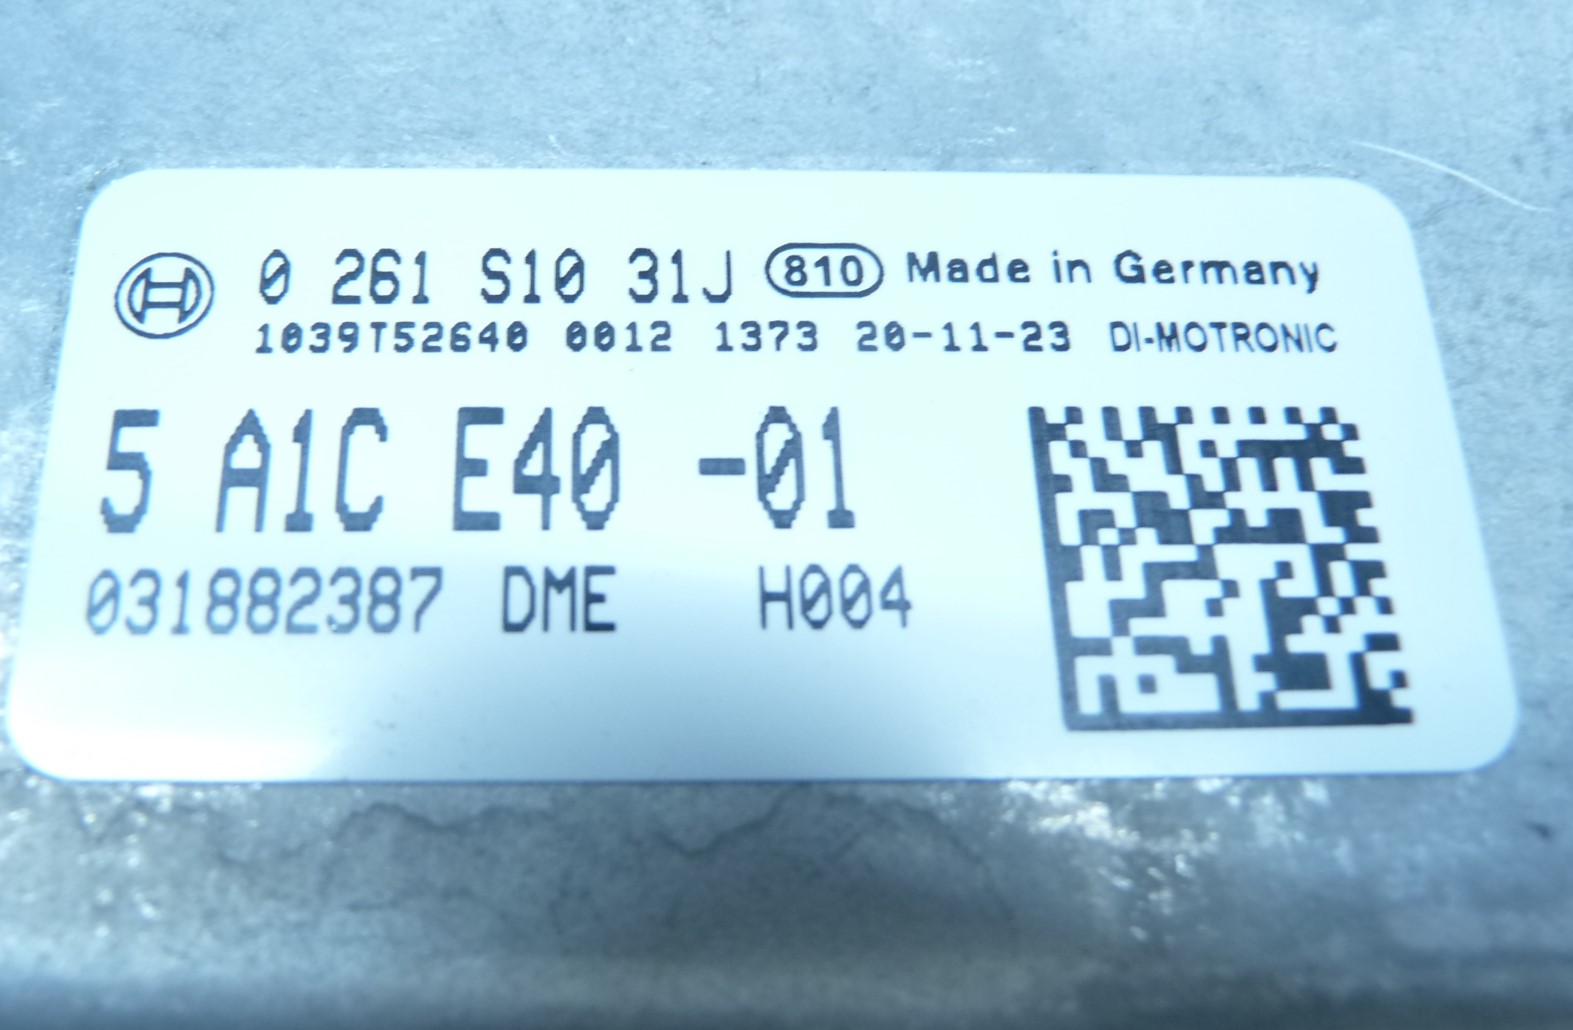 0 261 S10 31J 810 Made in Germany
1039T52640 0012 1373 20-11-23 DI-MOTRONIC
5 A1C E40 -01
031882387 DME H004